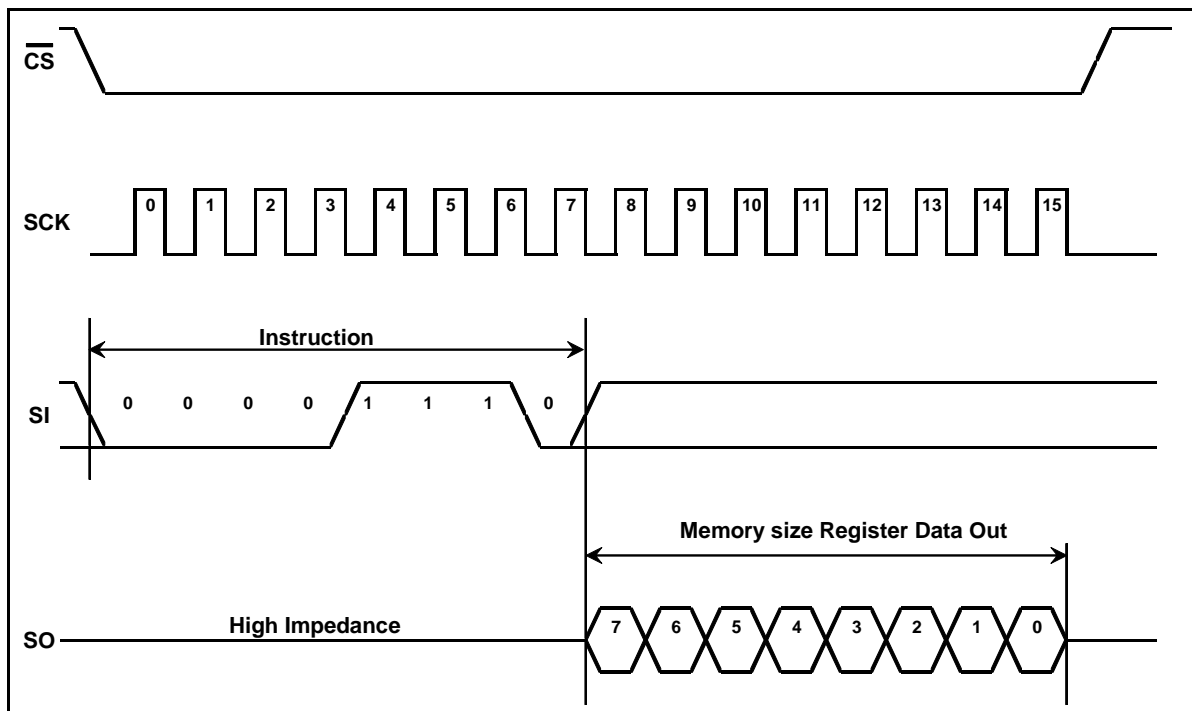 CS
SCK
0 1 2 3 4 5 6 7 8 9 10 11 12 13 14 15
Instruction
SI
0 0 0 0 1 1 1 0
Memory size Register Data Out
SO
High Impedance
7 6 5 4 3 2 1 0